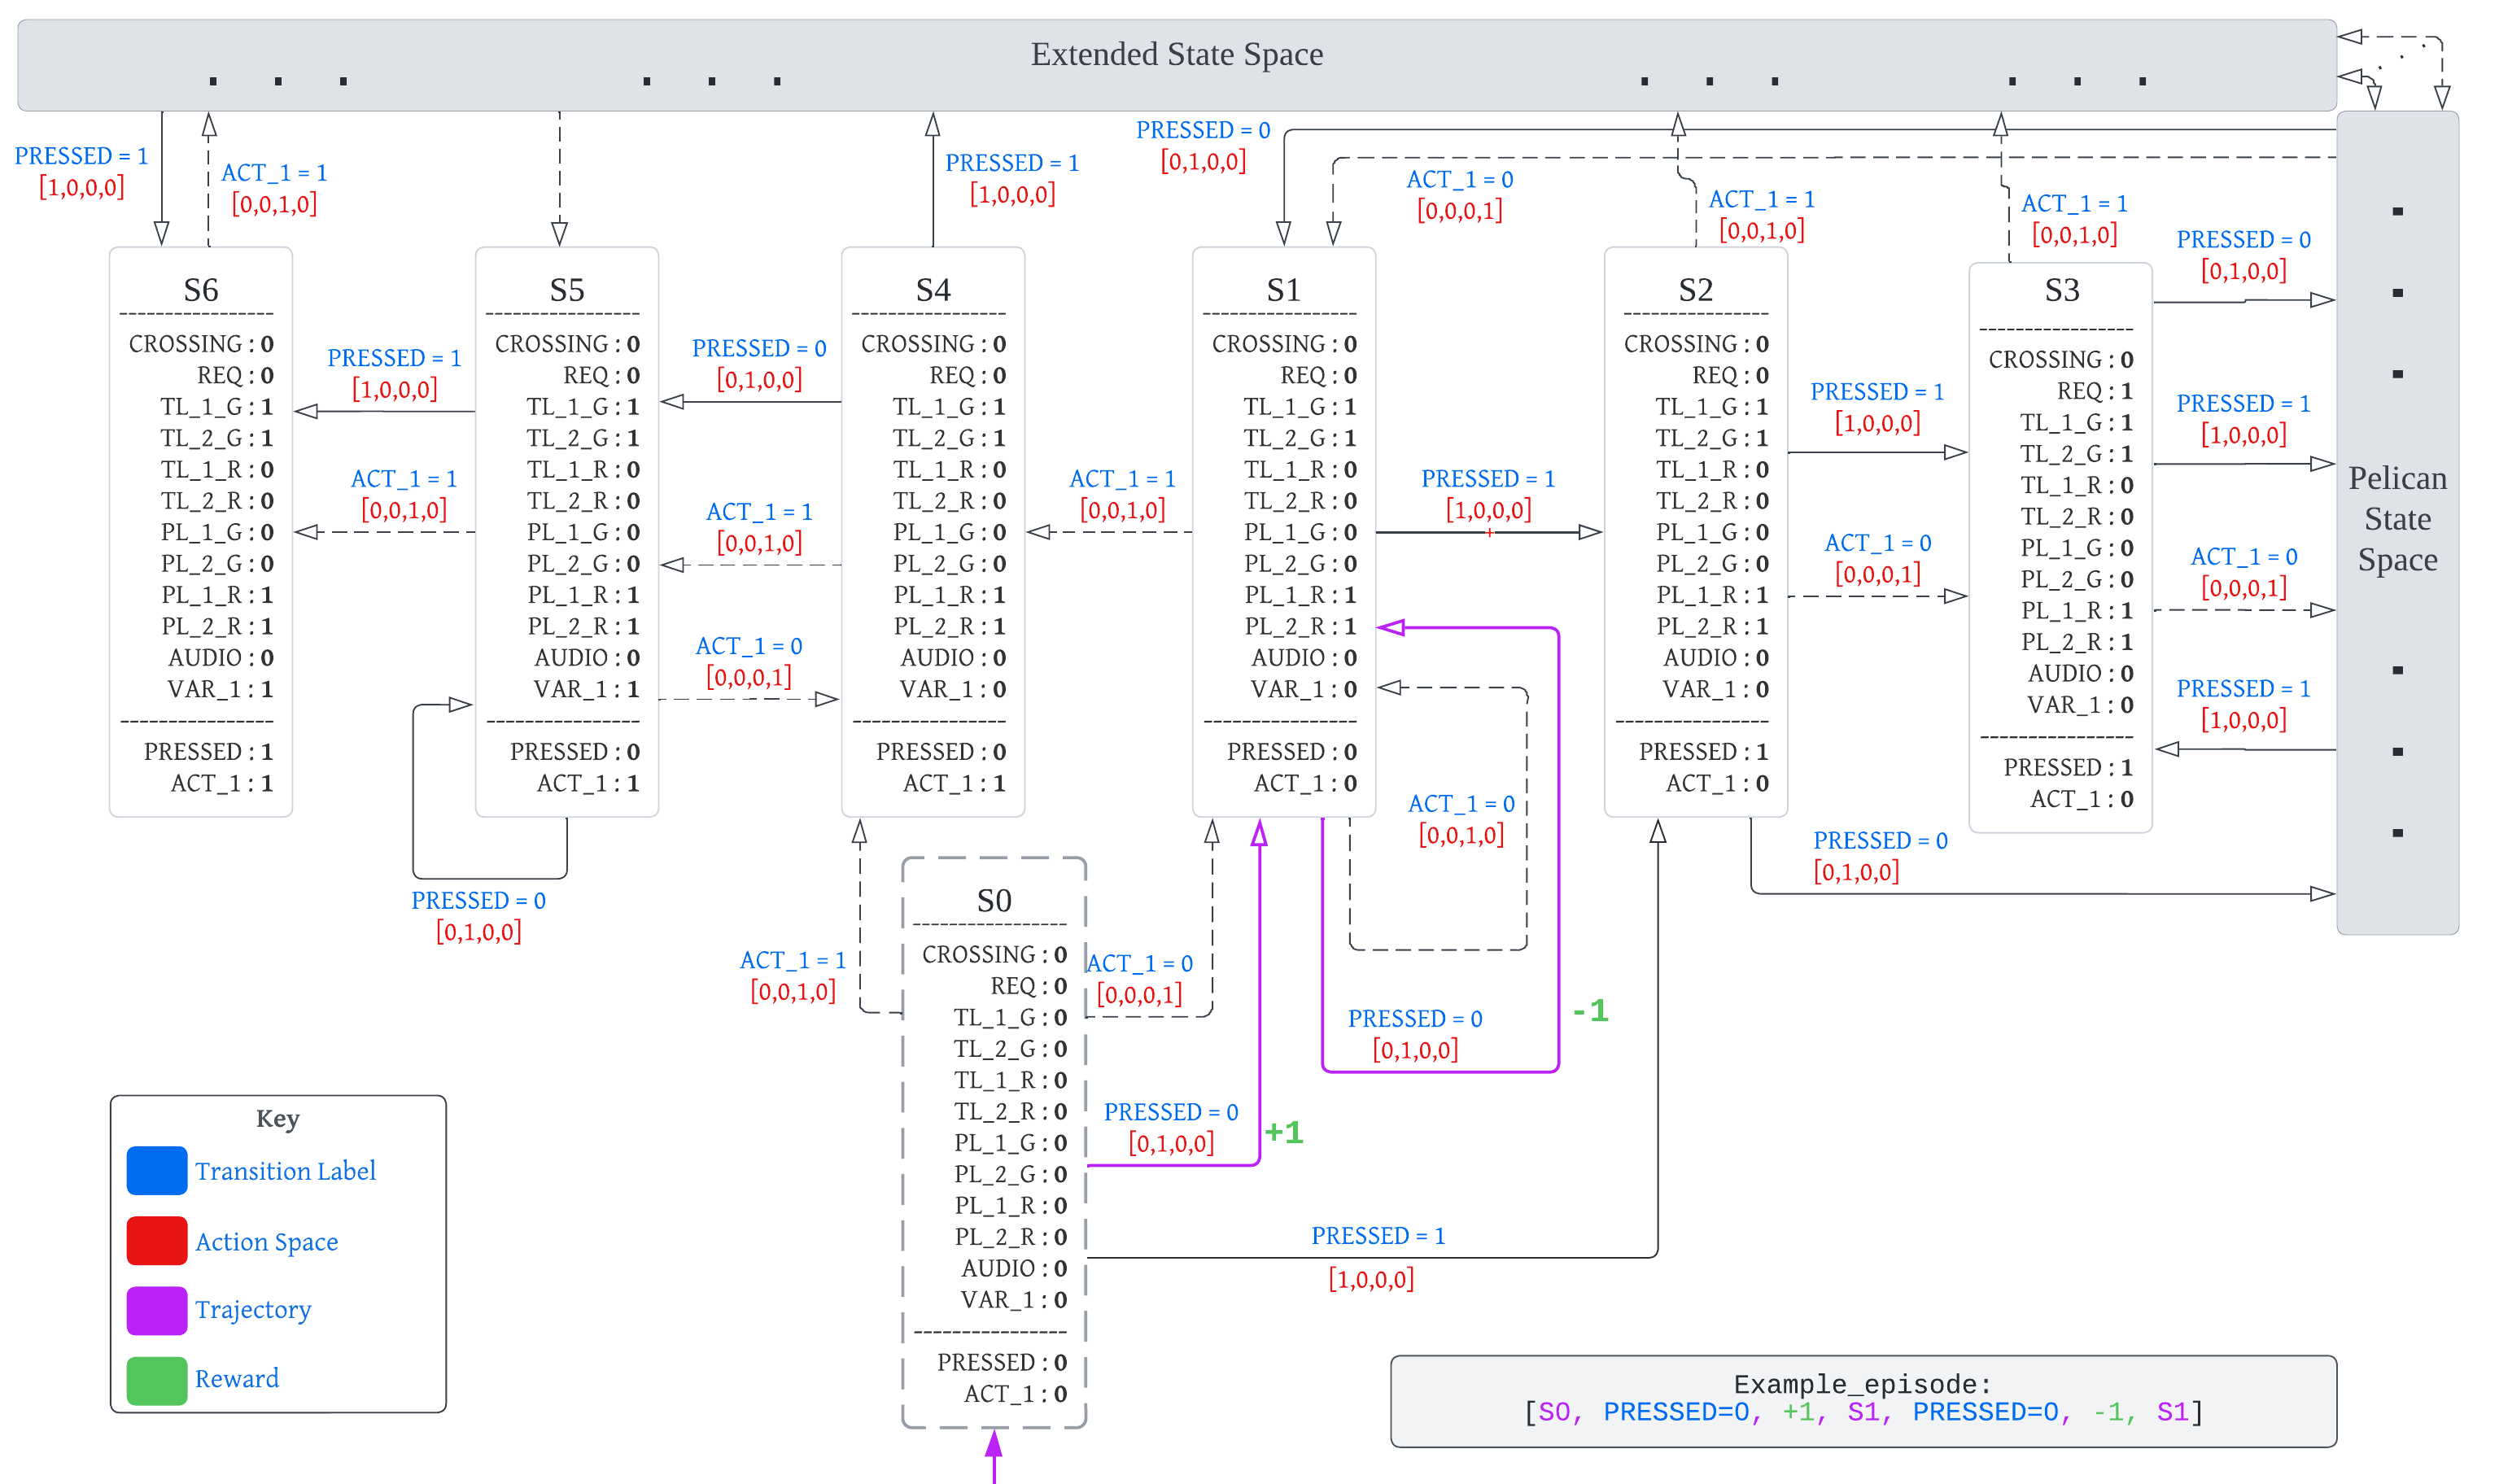 Extended State Space
. . .
. . .
. . .
. . .
PRESSED = 1
[1,0,0,0]
ACT_1 = 1
[0,0,1,0]
PRESSED = 1
[1,0,0,0]
PRESSED = 0
[0,1,0,0]
ACT_1 = 0
[0,0,0,1]
ACT_1 = 1
[0,0,1,0]
ACT_1 = 1
[0,0,1,0]
PRESSED = 0
[0,1,0,0]
S6
CROSSING : 0
REQ : 0
TL_1_G : 1
TL_2_G : 1
TL_1_R : 0
TL_2_R : 0
PL_1_G : 0
PL_2_G : 0
PL_1_R : 1
PL_2_R : 1
AUDIO : 0
VAR_1 : 1
PRESSED : 1
ACT_1 : 1
PRESSED = 1
[1,0,0,0]
ACT_1 = 1
[0,0,1,0]
S5
CROSSING : 0
REQ : 0
TL_1_G : 1
TL_2_G : 1
TL_1_R : 0
TL_2_R : 0
PL_1_G : 0
PL_2_G : 0
PL_1_R : 1
PL_2_R : 1
AUDIO : 0
VAR_1 : 1
PRESSED : 0
ACT_1 : 1
PRESSED = 0
[0,1,0,0]
PRESSED = 0
[0,1,0,0]
ACT_1 = 1
[0,0,1,0]
ACT_1 = 0
[0,0,0,1]
S4
CROSSING : 0
REQ : 0
TL_1_G : 1
TL_2_G : 1
TL_1_R : 0
TL_2_R : 0
PL_1_G : 0
PL_2_G : 0
PL_1_R : 1
PL_2_R : 1
AUDIO : 0
VAR_1 : 0
PRESSED : 0
ACT_1 : 1
ACT_1 = 1
[0,0,1,0]
S1
CROSSING : 0
REQ : 0
TL_1_G : 1
TL_2_G : 1
TL_1_R : 0
TL_2_R : 0
PL_1_G : 0
PL_2_G : 0
PL_1_R : 1
PL_2_R : 1
AUDIO : 0
VAR_1 : 0
PRESSED : 0
ACT_1 : 0
PRESSED = 1
[1,0,0,0]
+
ACT_1 = 0
[0,0,1,0]
PRESSED = 0
[0,1,0,0]
-1
S2
CROSSING : 0
REQ : 0
TL_1_G : 1
TL_2_G : 1
TL_1_R : 0
TL_2_R : 0
PL_1_G : 0
PL_2_G : 0
PL_1_R : 1
PL_2_R : 1
AUDIO : 0
VAR_1 : 0
PRESSED : 1
ACT_1 : 0
PRESSED = 1
[1,0,0,0]
ACT_1 = 0
[0,0,0,1]
PRESSED = 0
[0,1,0,0]
S3
CROSSING : 0
REQ : 1
TL_1_G : 1
TL_2_G : 1
TL_1_R : 0
TL_2_R : 0
PL_1_G : 0
PL_2_G : 0
PL_1_R : 1
PL_2_R : 1
AUDIO : 0
VAR_1 : 0
PRESSED : 1
ACT_1 : 0
PRESSED = 1
[1,0,0,0]
ACT_1 = 0
[0,0,0,1]
PRESSED = 1
[1,0,0,0]
Pelican
State
Space
S0
CROSSING : 0
REQ : 0
TL_1_G : 0
TL_2_G : 0
TL_1_R : 0
TL_2_R : 0
PL_1_G : 0
PL_2_G : 0
PL_1_R : 0
PL_2_R : 0
AUDIO : 0
VAR_1 : 0
PRESSED : 0
ACT_1 : 0
ACT_1 = 1
[0,0,1,0]
ACT_1 = 0
[0,0,0,1]
PRESSED = 0
[0,1,0,0]
+1
PRESSED = 1
[1,0,0,0]
Key
Transition Label
Action Space
Trajectory
Reward
Example_episode:
[S0, PRESSED=0, +1, S1, PRESSED=0, -1, S1]